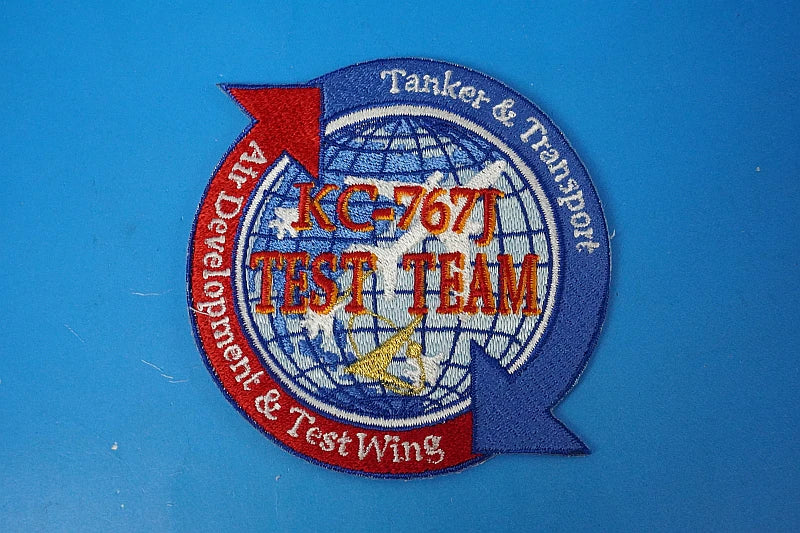 Tanker & Transport
KC-767J
TEST TEAM
Air Development & Test Wing